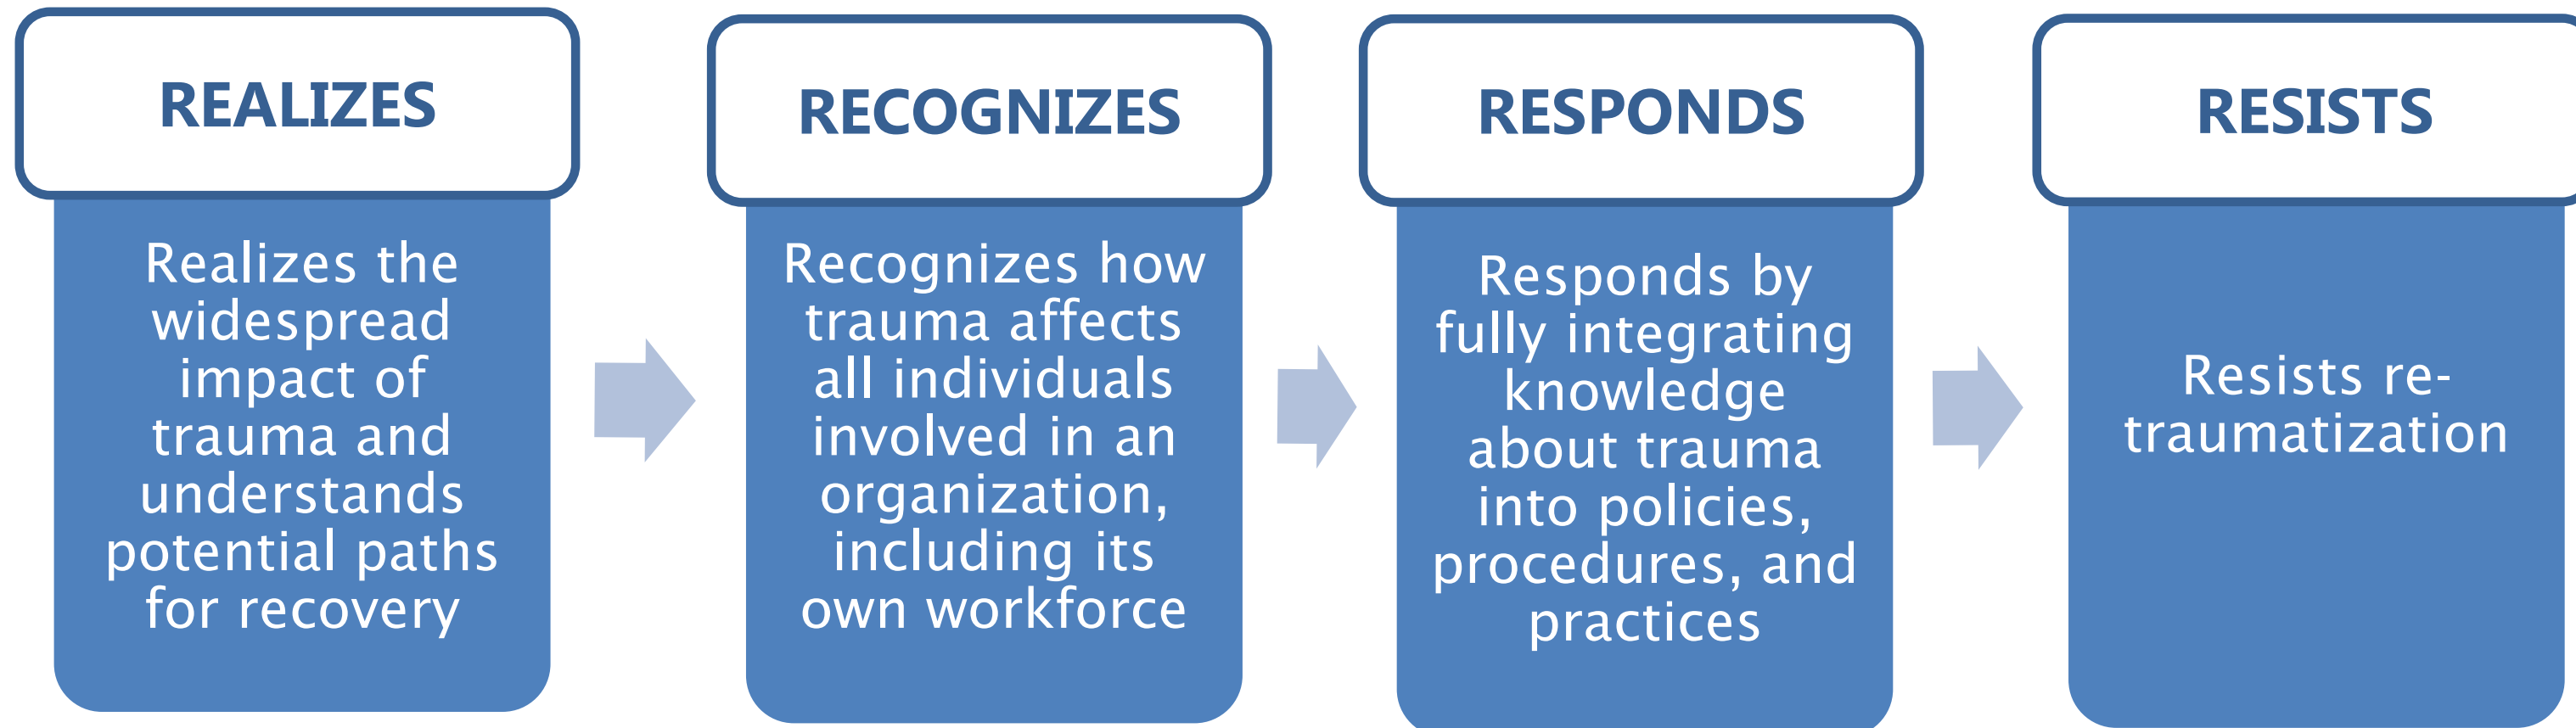 REALIZES
Realizes the
widespread
impact of
trauma and
understands
potential paths
for recovery
RECOGNIZES
Recognizes how
trauma affects
all individuals
involved in an
organization,
including its
own workforce
RESPONDS
Responds by
fully integrating
knowledge
about trauma
into policies,
procedures, and
practices
RESISTS
Resists re-
traumatization